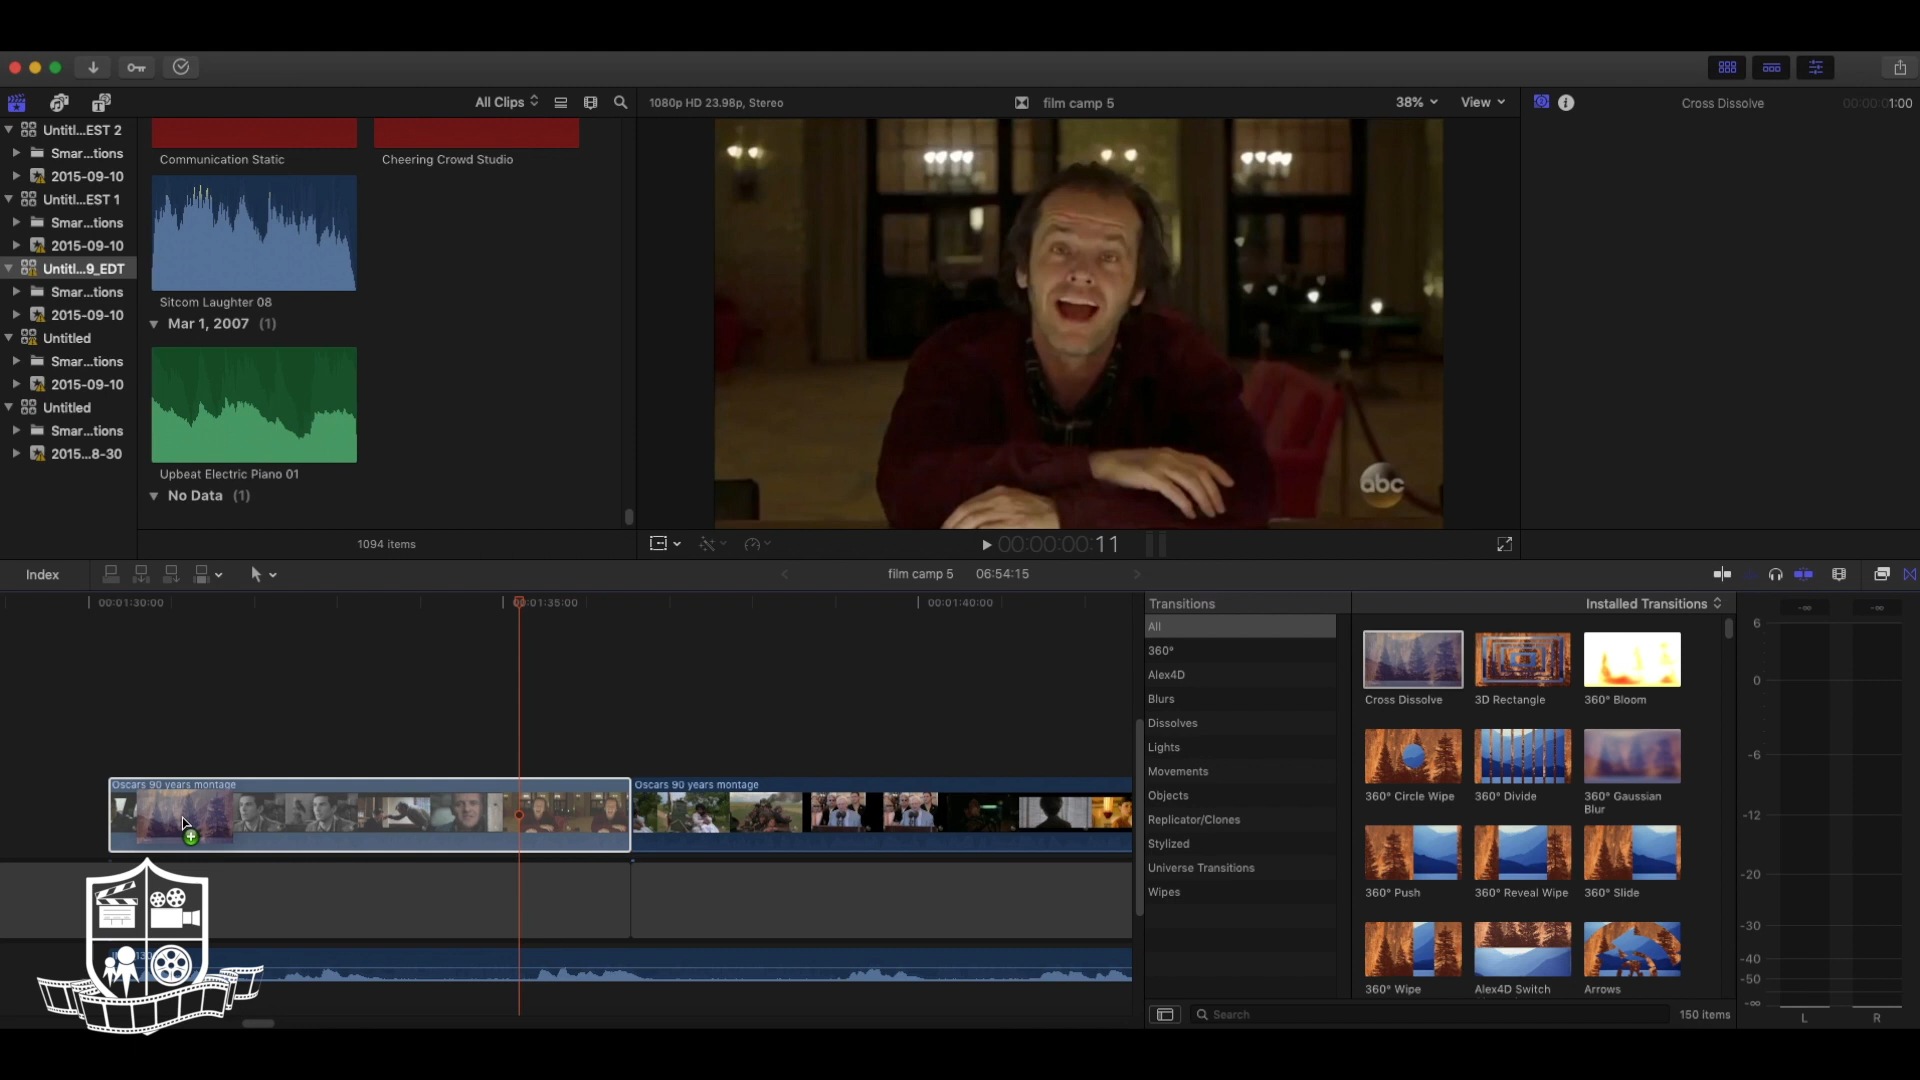 All Clips
1080p HD 23.98p, Stereo
film camp 5
38%
View
Cross Dissolve
00:00:01:00
Untitl...EST 2
Smar...tions
2015-09-10
Untitl...EST 1
Smar...tions
2015-09-10
Untitl...9_EDT
Smar...tions
2015-09-10
Untitled
Smar...tions
2015-09-10
Untitled
Smar...tions
2015...8-30
Communication Static
Cheering Crowd Studio
Sitcom Laughter 08
Mar 1, 2007 (1)
Upbeat Electric Piano 01
No Data (1)
1094 items
abc
00:00:00:11
Index
film camp 5
06:54:15
00:01:30:00
00:01:35:00
00:01:40:00
Oscars 90 years montage
Oscars 90 years montage
Transitions
All
360°
Alex4D
Blurs
Dissolves
Lights
Movements
Objects
Replicator/Clones
Stylized
Universe Transitions
Wipes
Installed Transitions
Cross Dissolve
3D Rectangle
360° Bloom
360° Circle Wipe
360° Divide
360° Gaussian
Blur
360° Push
360° Reveal Wipe
360° Slide
360° Wipe
Alex4D Switch
Arrows
Search
150 items
-∞
-∞
6
0
-6
-12
-20
-30
-40
-50
-∞
L
R